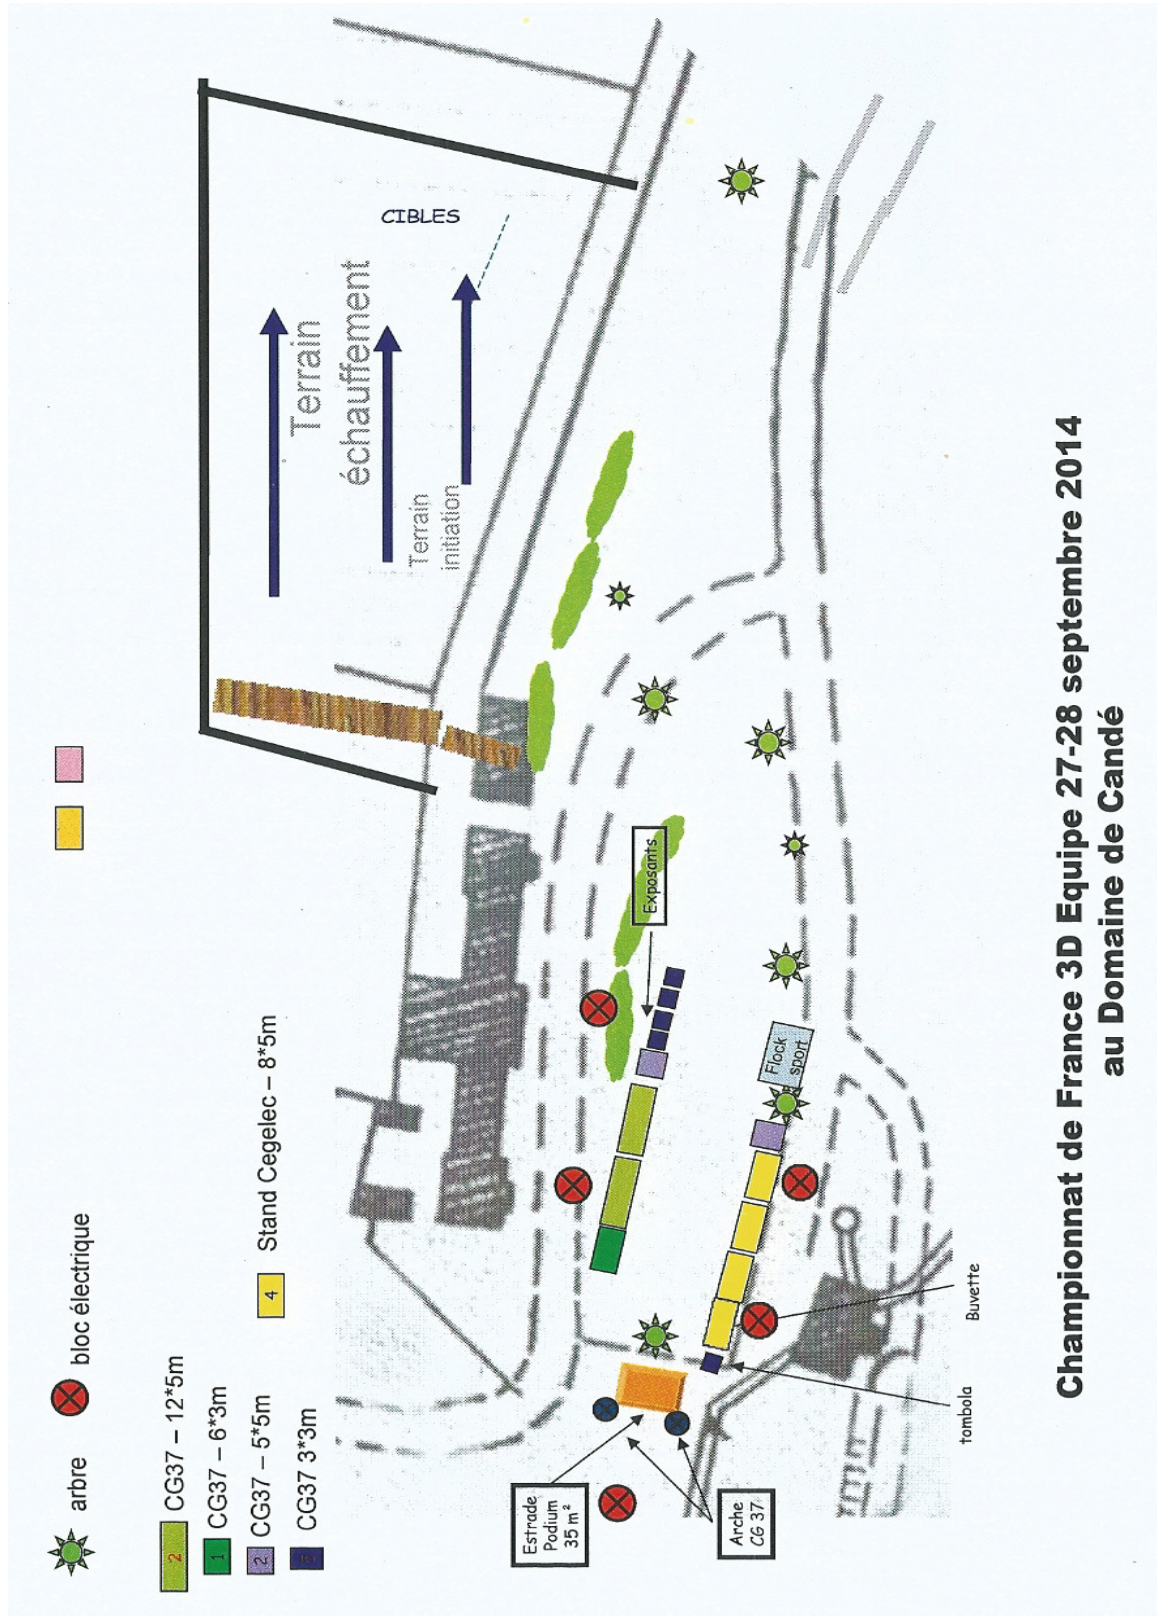 arbre
bloc électrique
2
CG37 – 12*5m
1
CG37 – 6*3m
2
CG37 – 5*5m
CG37 3*3m
4
Stand Cegelec – 8*5m
CIBLES
Terrain
échauffement
Terrain
initiation
Exposants
Flock
sport
Estrade
Podium
35 m²
Arche
CG 37
tombola
Buvette
Championnat de France 3D Equipe 27-28 septembre 2014
au Domaine de Candé